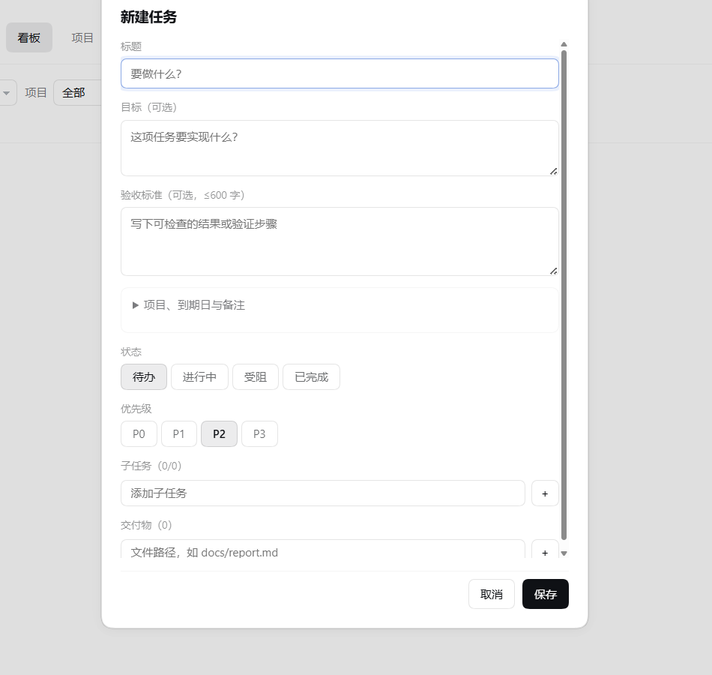 新建任务
看板
项目
标题
要做什么？
项目
全部
目标（可选）
这项任务要实现什么？
验收标准（可选，≤600 字）
写下可检查的结果或验证步骤
▶ 项目、到期日与备注
状态
待办 进行中 受阻 已完成
优先级
P0 P1 P2 P3
子任务（0/0）
添加子任务 +
交付物（0）
文件路径，如 docs/report.md +
取消 保存